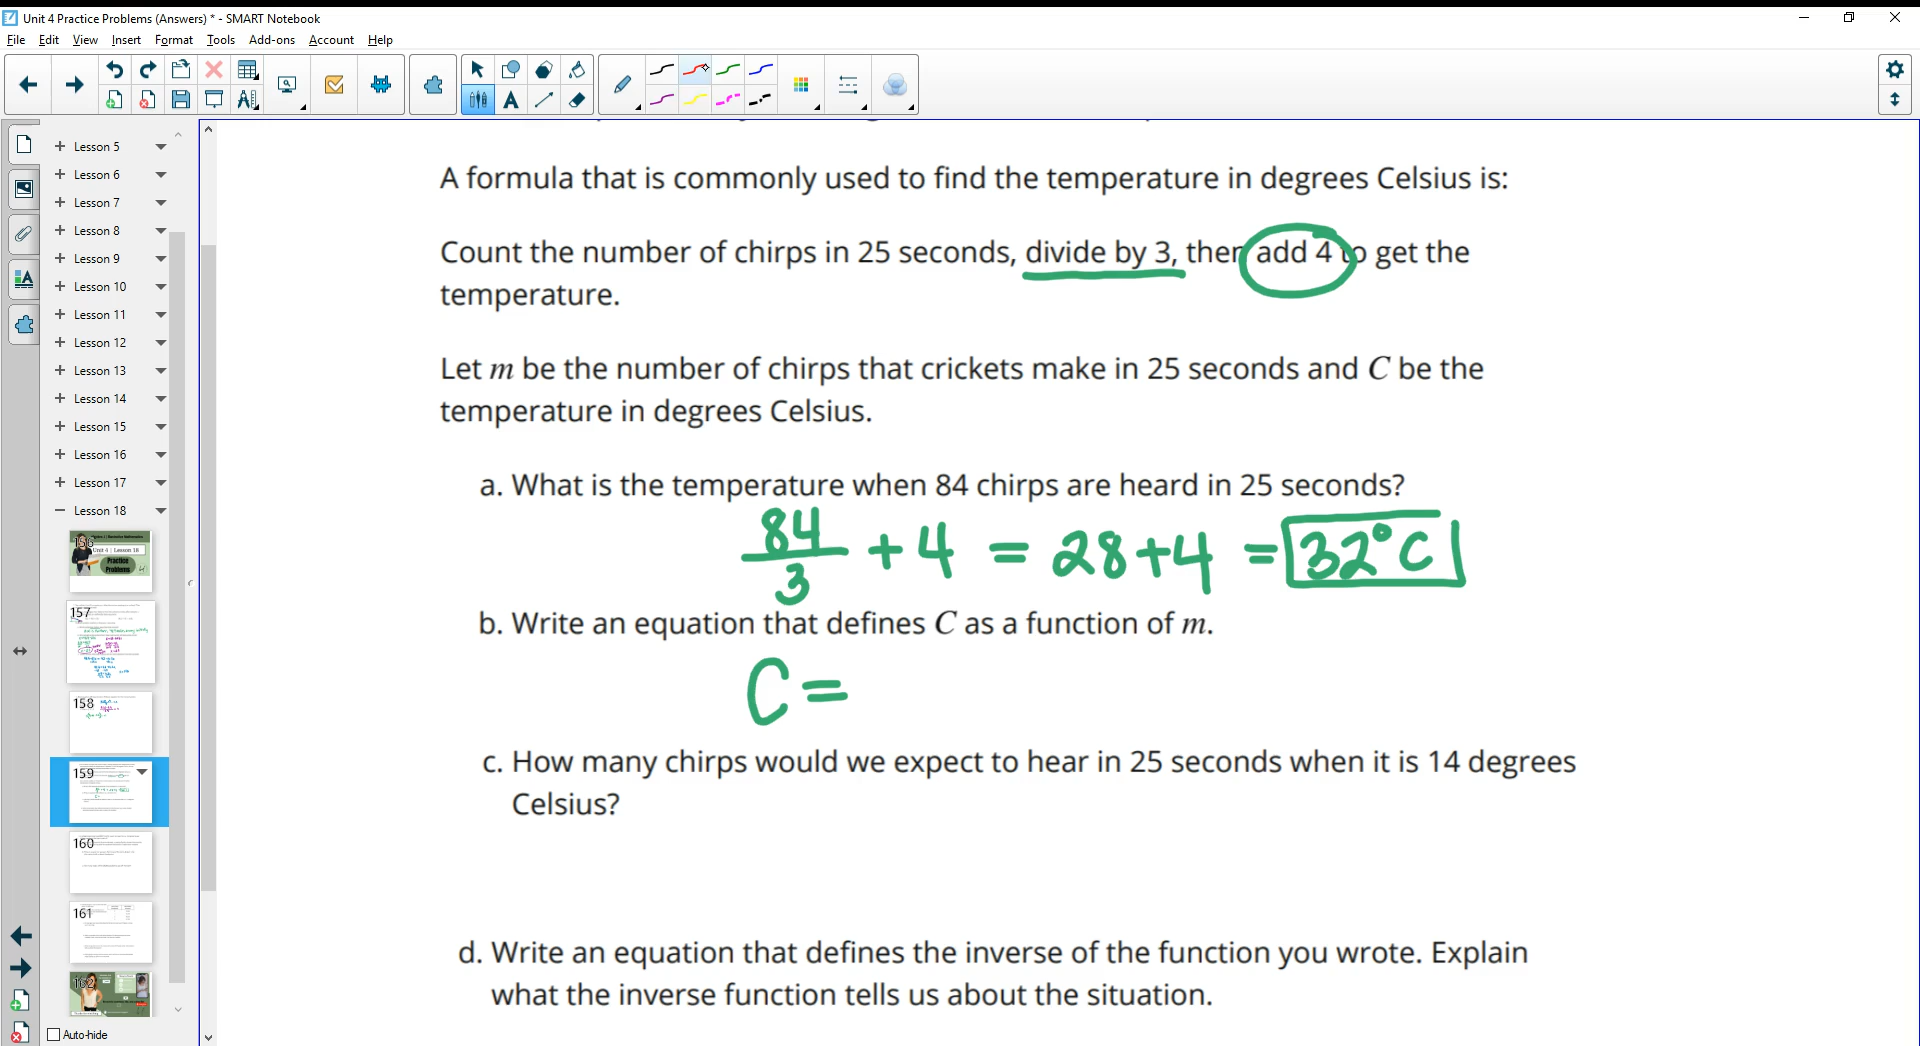 Unit 4 Practice Problems (Answers) * - SMART Notebook
File Edit View Insert Format Tools Add-ons Account Help
Lesson 5
Lesson 6
Lesson 7
Lesson 8
Lesson 9
Lesson 10
Lesson 11
Lesson 12
Lesson 13
Lesson 14
Lesson 15
Lesson 16
Lesson 17
Lesson 18
156
Unit 4 | Lesson 18
Practice
Problems
157
158
159
160
161
162
Auto-hide
A formula that is commonly used to find the temperature in degrees Celsius is:
Count the number of chirps in 25 seconds, divide by 3, then add 4 to get the
temperature.
Let m be the number of chirps that crickets make in 25 seconds and C be the
temperature in degrees Celsius.
a. What is the temperature when 84 chirps are heard in 25 seconds?
84/3 + 4 = 28+4 = 32°C
b. Write an equation that defines C as a function of m.
C =
c. How many chirps would we expect to hear in 25 seconds when it is 14 degrees
Celsius?
d. Write an equation that defines the inverse of the function you wrote. Explain
what the inverse function tells us about the situation.